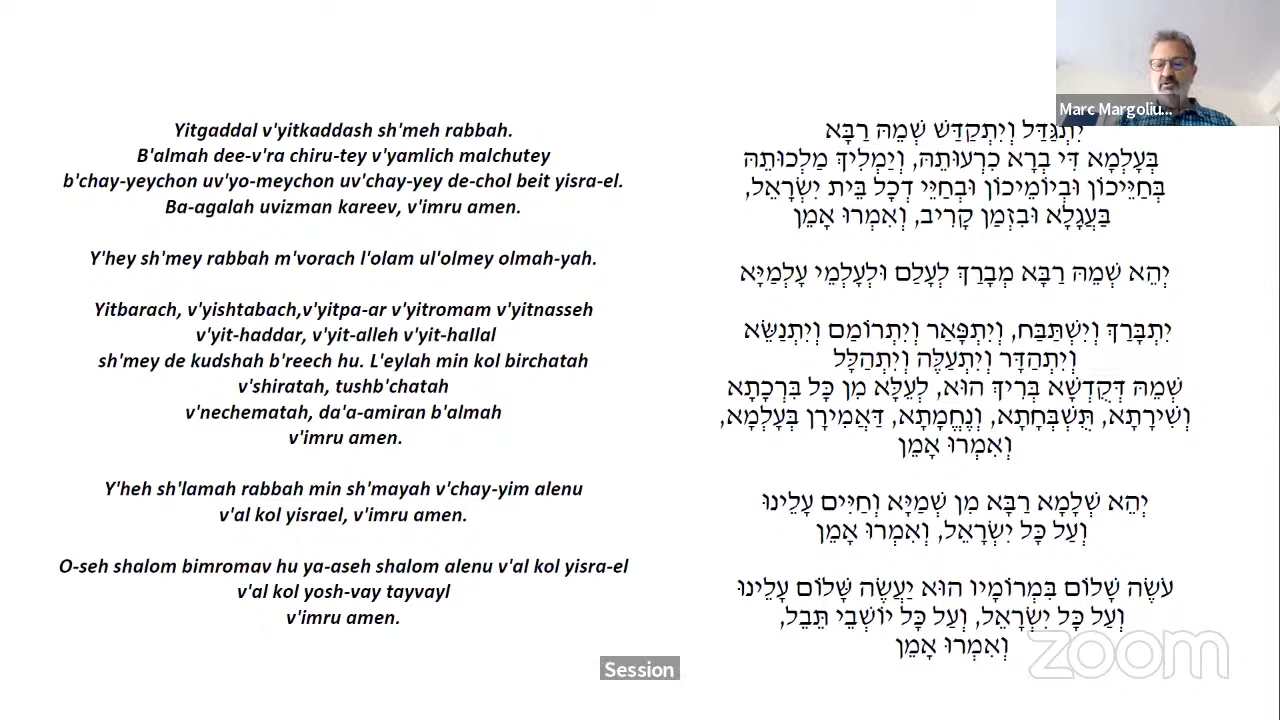 Marc Margoliu...
Yitgaddal v'yitkaddash sh'meh rabbah.
B'almah dee-v'ra chiru-tey v'yamlich malchutey
b'chay-yeychon uv'yo-meychon uv'chay-yey de-chol beit yisra-el.
Ba-agalah uvizman kareev, v'imru amen.
Y'hey sh'mey rabbah m'vorach l'olam ul'olmey olmah-yah.
Yitbarach, v'yishtabach,v'yitpa-ar v'yitromam v'yitnasseh
v'yit-haddar, v'yit-alleh v'yit-hallal
sh'mey de kudshah b'reech hu. L'eylah min kol birchatah
v'shiratah, tushb'chatah
v'nechematah, da'a-amiran b'almah
v'imru amen.
Y'heh sh'lamah rabbah min sh'mayah v'chay-yim alenu
v'al kol yisrael, v'imru amen.
O-seh shalom bimromav hu ya-aseh shalom alenu v'al kol yisra-el
v'al kol yosh-vay tayvayl
v'imru amen.
יִתְגַּדַּל וְיִתְקַדַּשׁ שְׁמֵהּ רַבָּא
בְּעָלְמָא דִּי בְרָא כִרְעוּתֵהּ, וְיַמְלִיךְ מַלְכוּתֵהּ
בְּחַיֵּיכוֹן וּבְיוֹמֵיכוֹן וּבְחַיֵּי דְכָל בֵּית יִשְׂרָאֵל,
בַּעֲגָלָא וּבִזְמַן קָרִיב, וְאִמְרוּ אָמֵן
יְהֵא שְׁמֵהּ רַבָּא מְבָרַךְ לְעָלַם וּלְעָלְמֵי עָלְמַיָּא
יִתְבָּרַךְ וְיִשְׁתַּבַּח, וְיִתְפָּאַר וְיִתְרוֹמַם וְיִתְנַשֵּׂא
וְיִתְהַדָּר וְיִתְעַלֶּה וְיִתְהַלָּל
שְׁמֵהּ דְּקֻדְשָׁא בְּרִיךְ הוּא, לְעֵלָּא מִן כָּל בִּרְכָתָא
וְשִׁירָתָא, תֻּשְׁבְּחָתָא, וְנֶחֱמָתָא, דַּאֲמִירָן בְּעָלְמָא,
וְאִמְרוּ אָמֵן
יְהֵא שְׁלָמָא רַבָּא מִן שְׁמַיָּא וְחַיִּים עָלֵינוּ
וְעַל כָּל יִשְׂרָאֵל, וְאִמְרוּ אָמֵן
עֹשֶׂה שָׁלוֹם בִּמְרוֹמָיו הוּא יַעֲשֶׂה שָּׁלוֹם עָלֵינוּ
וְעַל כָּל יִשְׂרָאֵל, וְעַל כָּל יוֹשְׁבֵי תֵּבֵל,
וְאִמְרוּ אָמֵן
Session
zoom